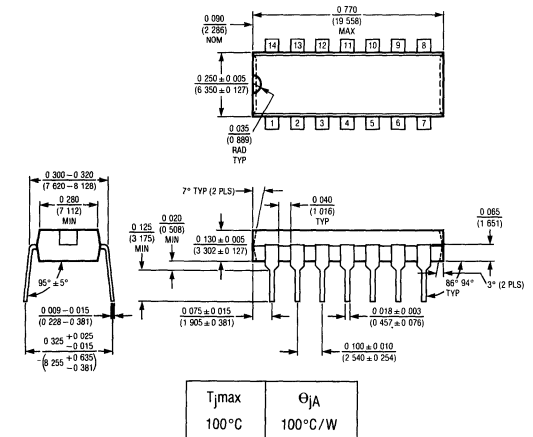 0 770
(19 558)
MAX
0 090
(2 286)
NOM
14 13 12 11 10 9 8
0 250 ± 0 005
(6 350 ± 0 127)
1 2 3 4 5 6 7
0 035
(0 889)
RAD
TYP
0 300 – 0 320
(7 620 – 8 128)
0 280
(7 112)
MIN
95° ± 5°
0 009 – 0 015
(0 228 – 0 381)
0 325 + 0 025
– 0 015
(8 255 + 0 635
– 0 381)
7° TYP (2 PLS)
0 040
(1 016)
TYP
0 065
(1 651)
0 125
(3 175)
MIN
0 020
(0 508)
MIN
0 130 ± 0 005
(3 302 ± 0 127)
86° 94°
TYP
3° (2 PLS)
0 075 ± 0 015
(1 905 ± 0 381)
0 018 ± 0 003
(0 457 ± 0 076)
0 100 ± 0 010
(2 540 ± 0 254)
Tjmax ΘjA
100°C 100°C/W